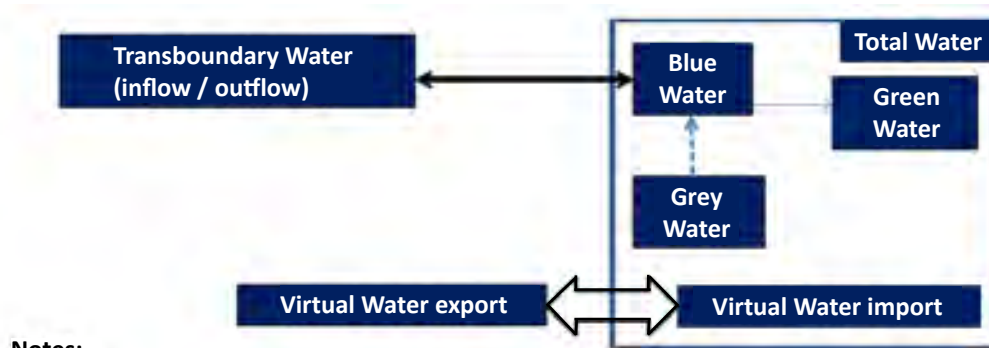 Transboundary Water
(inflow / outflow)
Total Water
Blue
Water
Green
Water
Grey
Water
Virtual Water export
Virtual Water import
Notes: